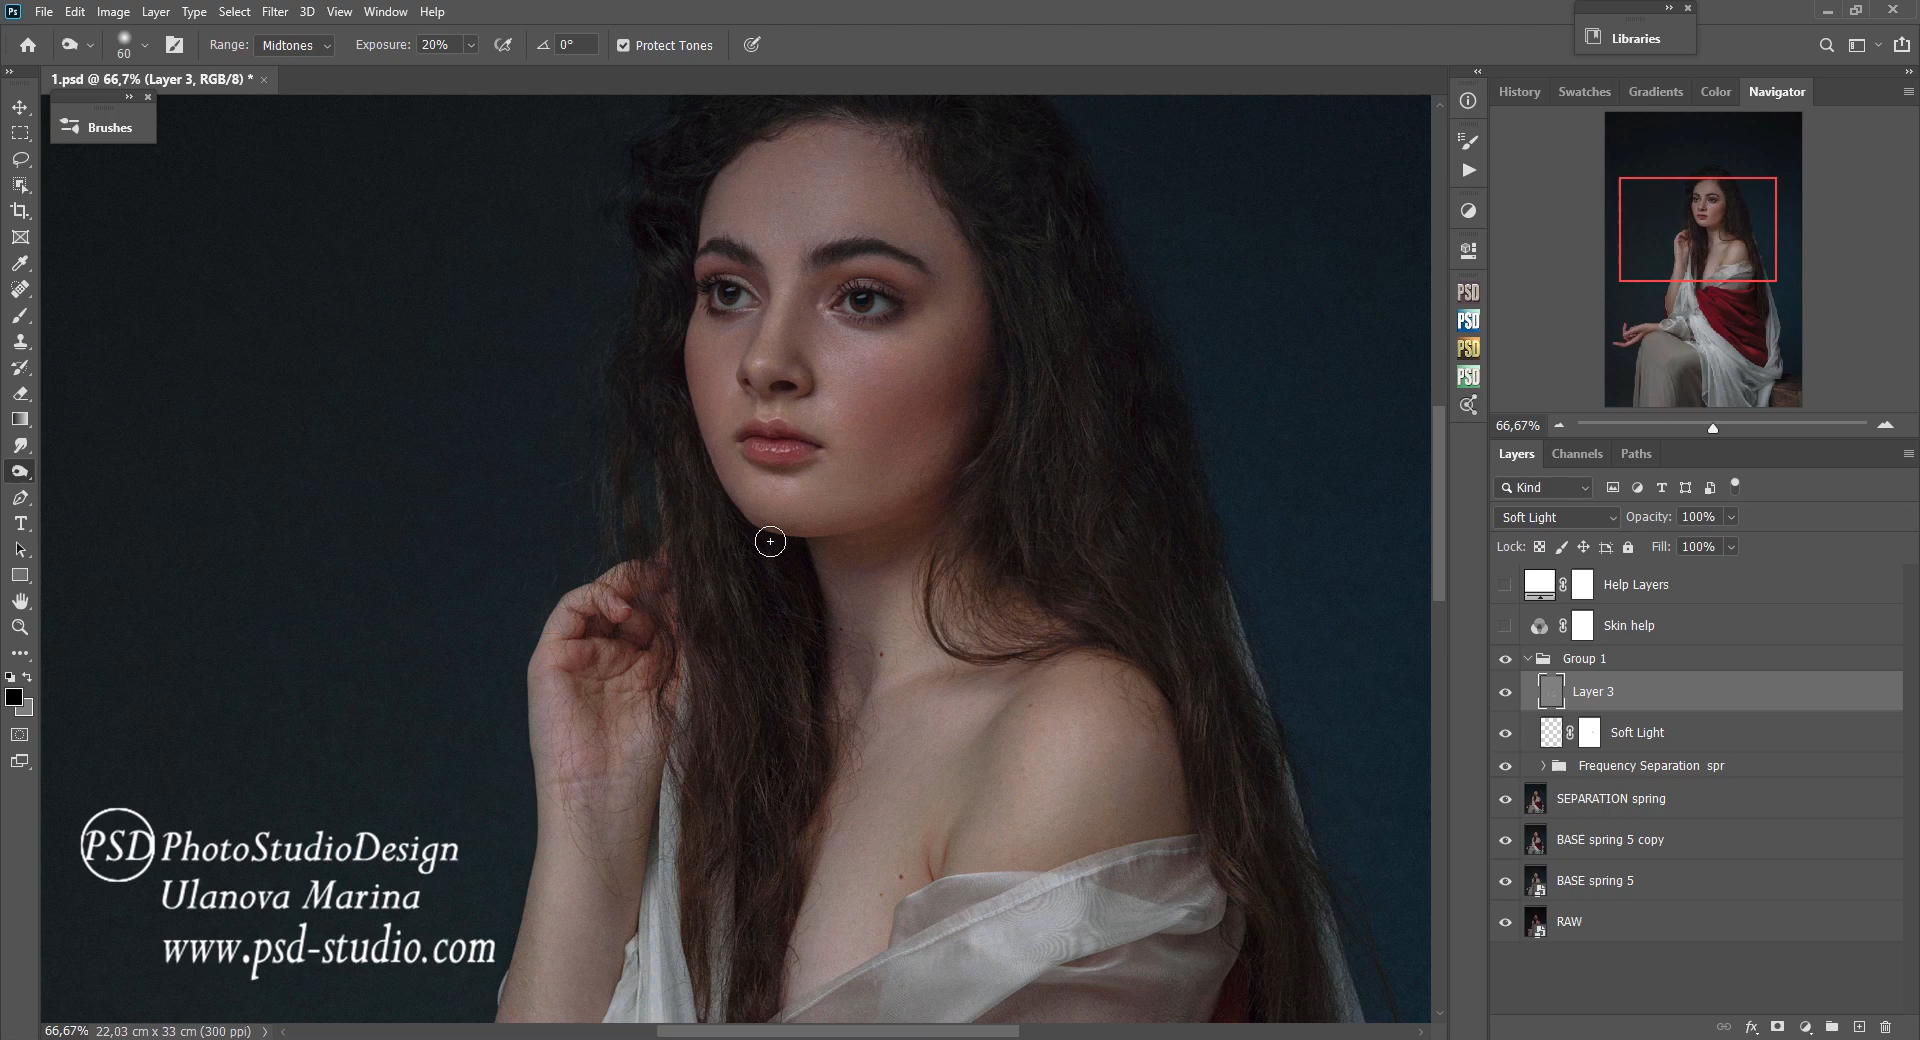 Ps File Edit Image Layer Type Select Filter 3D View Window Help
60 Range: Midtones Exposure: 20% 0° Protect Tones
Libraries
1.psd @ 66,7% (Layer 3, RGB/8) *
Brushes
History Swatches Gradients Color Navigator
66,67%
PSD
PSD
PSD
PSD
Layers Channels Paths
Kind
Soft Light Opacity: 100%
Lock: Fill: 100%
Help Layers
Skin help
Group 1
Layer 3
Soft Light
Frequency Separation spr
SEPARATION spring
BASE spring 5 copy
BASE spring 5
RAW
PSD PhotoStudioDesign
Ulanova Marina
www.psd-studio.com
66,67% 22,03 cm x 33 cm (300 ppi)